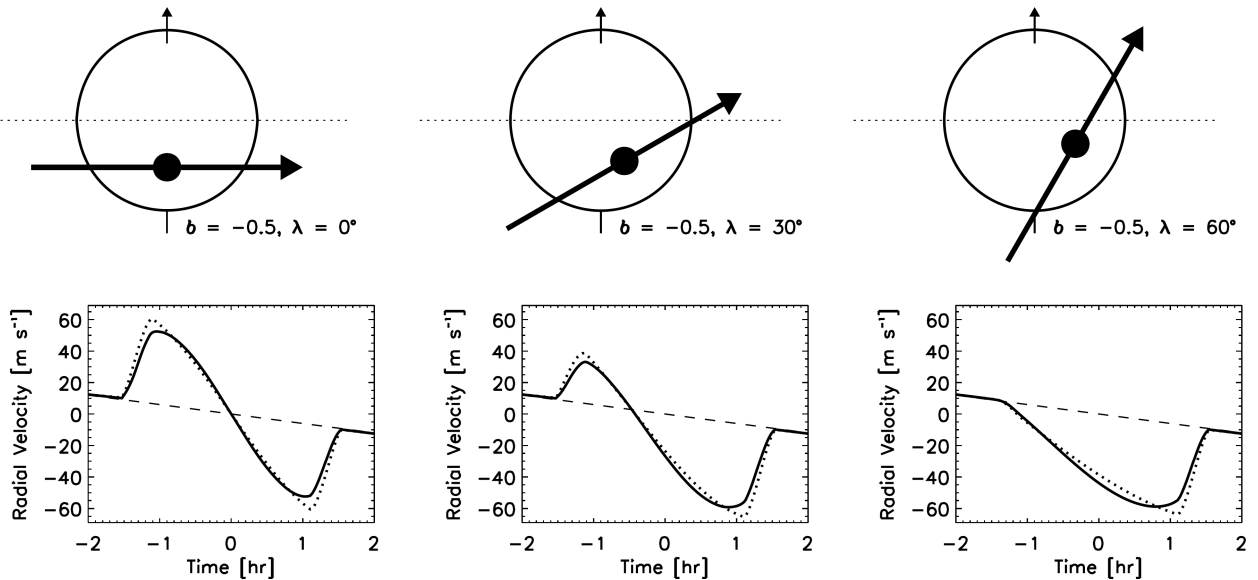 b = −0.5, λ = 0°
b = −0.5, λ = 30°
b = −0.5, λ = 60°
Radial Velocity [m s⁻¹]
60
40
20
0
−20
−40
−60
−2 −1 0 1 2
Time [hr]
Radial Velocity [m s⁻¹]
60
40
20
0
−20
−40
−60
−2 −1 0 1 2
Time [hr]
Radial Velocity [m s⁻¹]
60
40
20
0
−20
−40
−60
−2 −1 0 1 2
Time [hr]